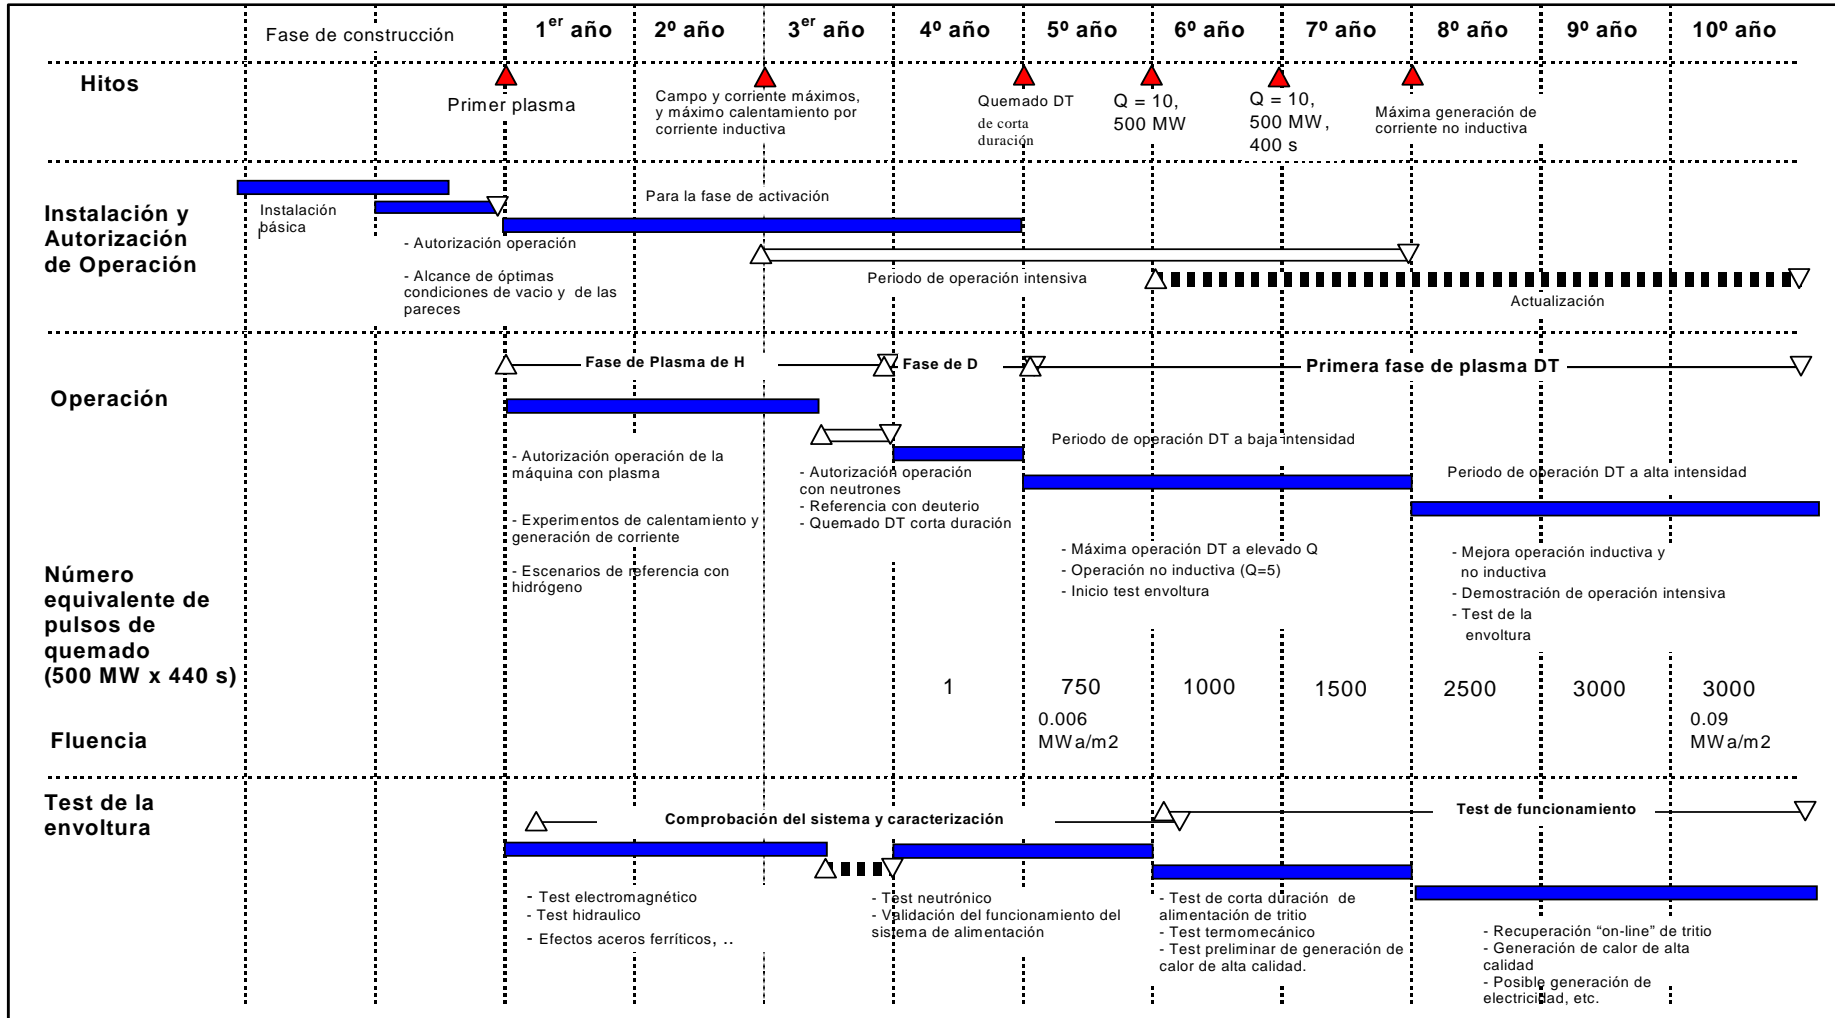 Fase de construcción
1er año
2º año
3er año
4º año
5º año
6º año
7º año
8º año
9º año
10º año
Hitos
Primer plasma
Campo y corriente máximos,
y máximo calentamiento por
corriente inductiva
Quemado DT
de corta
duración
Q = 10,
500 MW
Q = 10,
500 MW,
400 s
Máxima generación de
corriente no inductiva
Instalación y
Autorización
de Operación
Instalación
básica
- Autorización operación
- Alcance de óptimas
condiciones de vacio y de las
pareces
Para la fase de activación
Periodo de operación intensiva
Actualización
Operación
Fase de Plasma de H
Fase de D
Primera fase de plasma DT
- Autorización operación de la
máquina con plasma
- Experimentos de calentamiento y
generación de corriente
- Escenarios de referencia con
hidrógeno
- Autorización operación
con neutrones
- Referencia con deuterio
- Quemado DT corta duración
Periodo de operación DT a baja intensidad
- Máxima operación DT a elevado Q
- Operación no inductiva (Q=5)
- Inicio test envoltura
Periodo de operación DT a alta intensidad
- Mejora operación inductiva y
no inductiva
- Demostración de operación intensiva
- Test de la
envoltura
Número
equivalente de
pulsos de
quemado
(500 MW x 440 s)
1
750
1000
1500
2500
3000
3000
Fluencia
0.006
MWa/m2
0.09
MWa/m2
Test de la
envoltura
Comprobación del sistema y caracterización
Test de funcionamiento
- Test electromagnético
- Test hidraulico
- Efectos aceros ferríticos, ..
- Test neutrónico
- Validación del funcionamiento del
sistema de alimentación
- Test de corta duración de
alimentación de tritio
- Test termomecánico
- Test preliminar de generación de
calor de alta calidad.
- Recuperación “on-line” de tritio
- Generación de calor de alta
calidad
- Posible generación de
electricidad, etc.